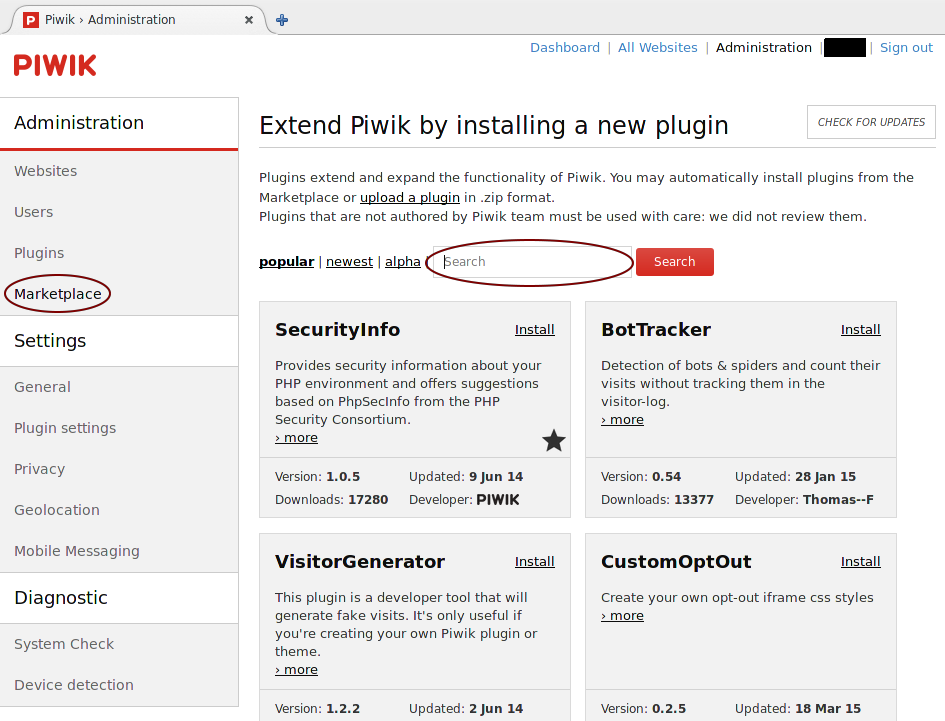 Piwik › Administration
Dashboard | All Websites | Administration | | Sign out
PIWIK
Administration
Websites
Users
Plugins
Marketplace
Settings
General
Plugin settings
Privacy
Geolocation
Mobile Messaging
Diagnostic
System Check
Device detection
Extend Piwik by installing a new plugin
CHECK FOR UPDATES
Plugins extend and expand the functionality of Piwik. You may automatically install plugins from the
Marketplace or upload a plugin in .zip format.
Plugins that are not authored by Piwik team must be used with care: we did not review them.
popular | newest | alpha | Search Search
SecurityInfo Install
Provides security information about your
PHP environment and offers suggestions
based on PhpSecInfo from the PHP
Security Consortium.
› more
Version: 1.0.5 Updated: 9 Jun 14
Downloads: 17280 Developer: PIWIK
BotTracker Install
Detection of bots & spiders and count their
visits without tracking them in the
visitor-log.
› more
Version: 0.54 Updated: 28 Jan 15
Downloads: 13377 Developer: Thomas--F
VisitorGenerator Install
This plugin is a developer tool that will
generate fake visits. It's only useful if
you're creating your own Piwik plugin or
theme.
› more
Version: 1.2.2 Updated: 2 Jun 14
CustomOptOut Install
Create your own opt-out iframe css styles
› more
Version: 0.2.5 Updated: 18 Mar 15